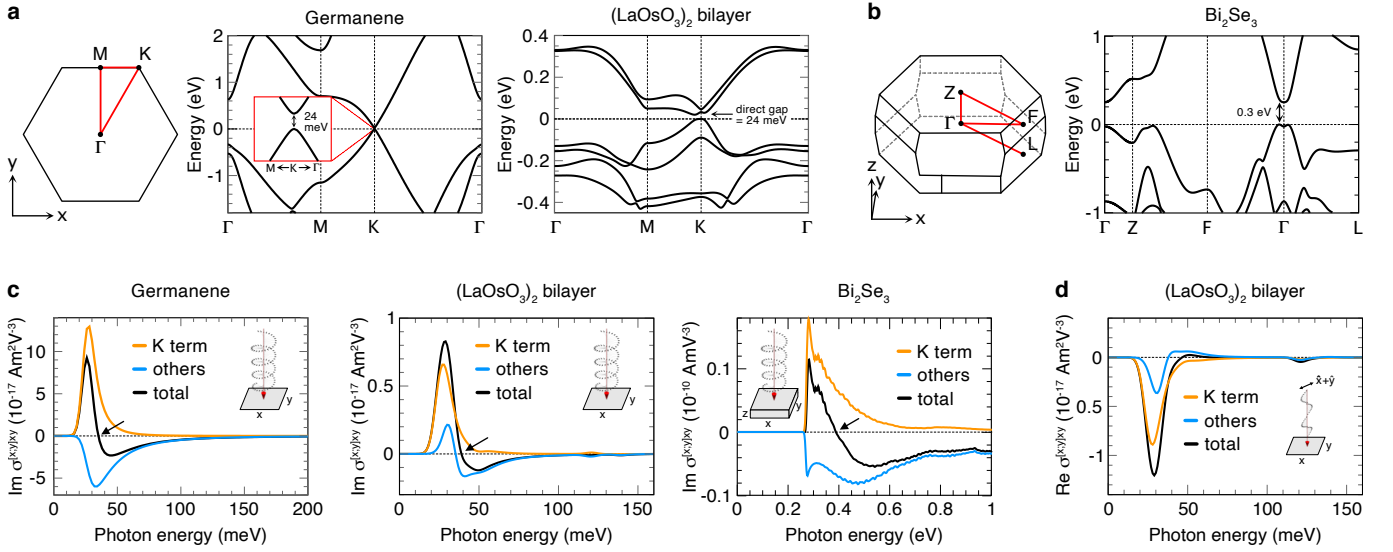 a
M K
Γ
y
x
Germanene
Energy (eV)
2
1
0
-1
24
meV
M ←K→ Γ
Γ M K Γ
(LaOsO₃)₂ bilayer
Energy (eV)
0.4
0.2
0
-0.2
-0.4
direct gap
= 24 meV
Γ M K Γ
b
Z
Γ F
L
z
y
x
Bi₂Se₃
Energy (eV)
1
0
-1
0.3 eV
Γ Z F Γ L
c
Germanene
Im σ[x;y]xy (10⁻¹⁷ Am²V⁻³)
10
5
0
-5
K term
others
total
x
y
0 50 100 150 200
Photon energy (meV)
(LaOsO₃)₂ bilayer
Im σ[x;y]xy (10⁻¹⁷ Am²V⁻³)
1
0.5
0
K term
others
total
x
y
0 50 100 150
Photon energy (meV)
Bi₂Se₃
Im σ[x;y]xy (10⁻¹⁰ Am²V⁻³)
0.1
0
-0.1
K term
others
total
z
x
y
0 0.2 0.4 0.6 0.8 1
Photon energy (eV)
d
(LaOsO₃)₂ bilayer
Re σ[x;y]xy (10⁻¹⁷ Am²V⁻³)
0
-0.5
-1
K term
others
total
x̂+ŷ
x
y
0 50 100 150
Photon energy (meV)